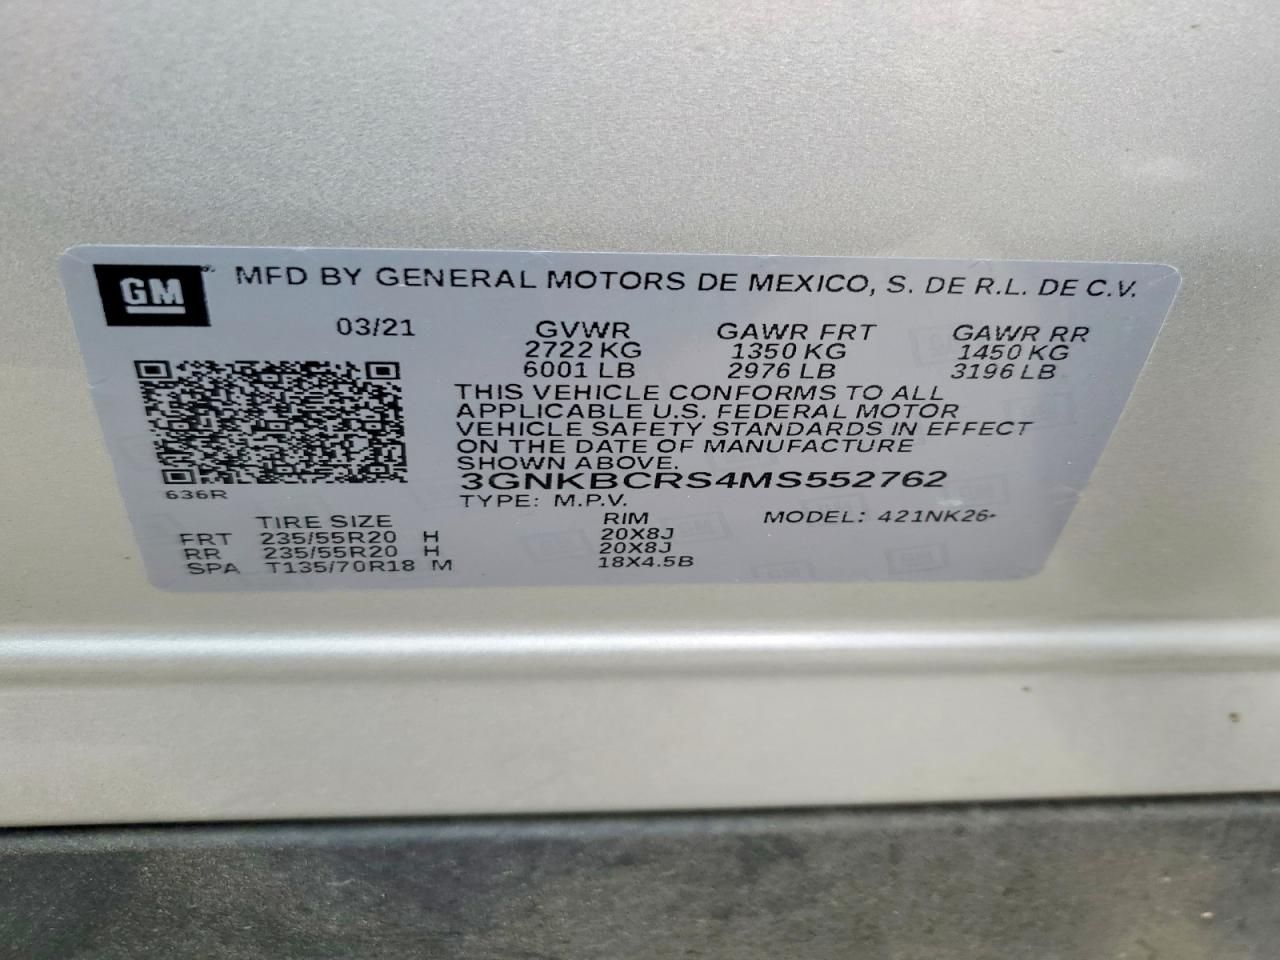 GM
MFD BY GENERAL MOTORS DE MEXICO, S. DE R.L. DE C.V.
03/21 GVWR GAWR FRT GAWR RR
2722 KG 1350 KG 1450 KG
6001 LB 2976 LB 3196 LB
THIS VEHICLE CONFORMS TO ALL
APPLICABLE U.S. FEDERAL MOTOR
VEHICLE SAFETY STANDARDS IN EFFECT
ON THE DATE OF MANUFACTURE
SHOWN ABOVE.
3GNKBCRS4MS552762
636R
TYPE: M.P.V.
TIRE SIZE RIM MODEL: 421NK26
FRT 235/55R20 H 20X8J
RR 235/55R20 H 20X8J
SPA T135/70R18 M 18X4.5B